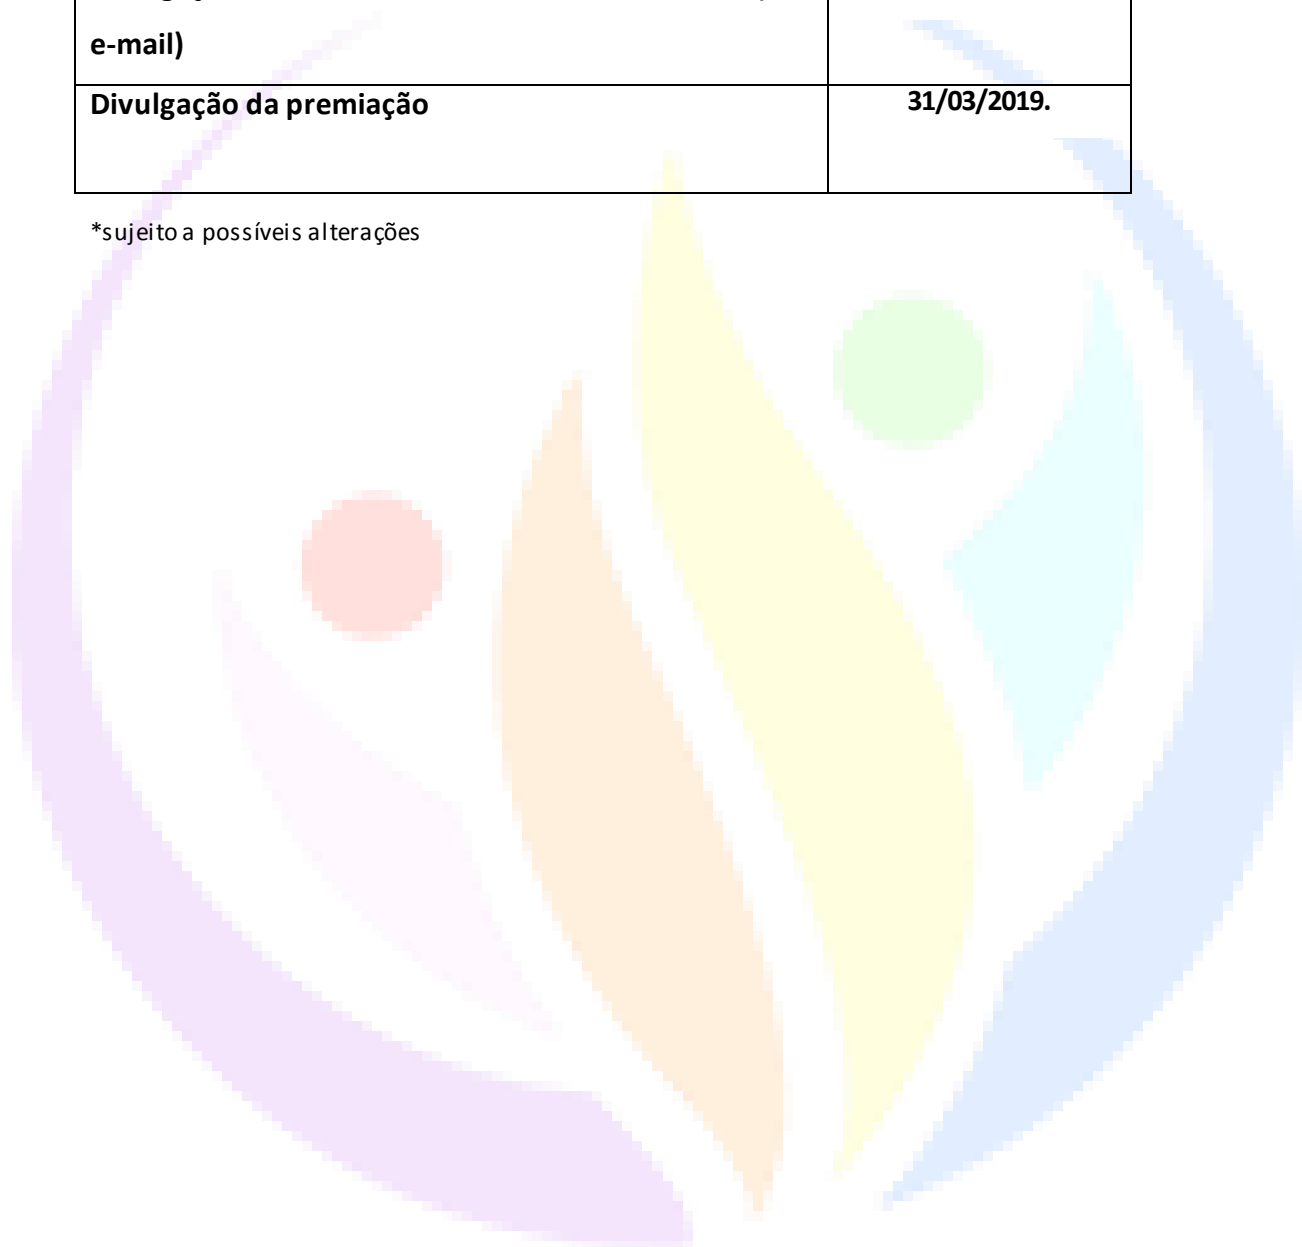 e-mail)
Divulgação da premiação 31/03/2019.
*sujeito a possíveis alterações